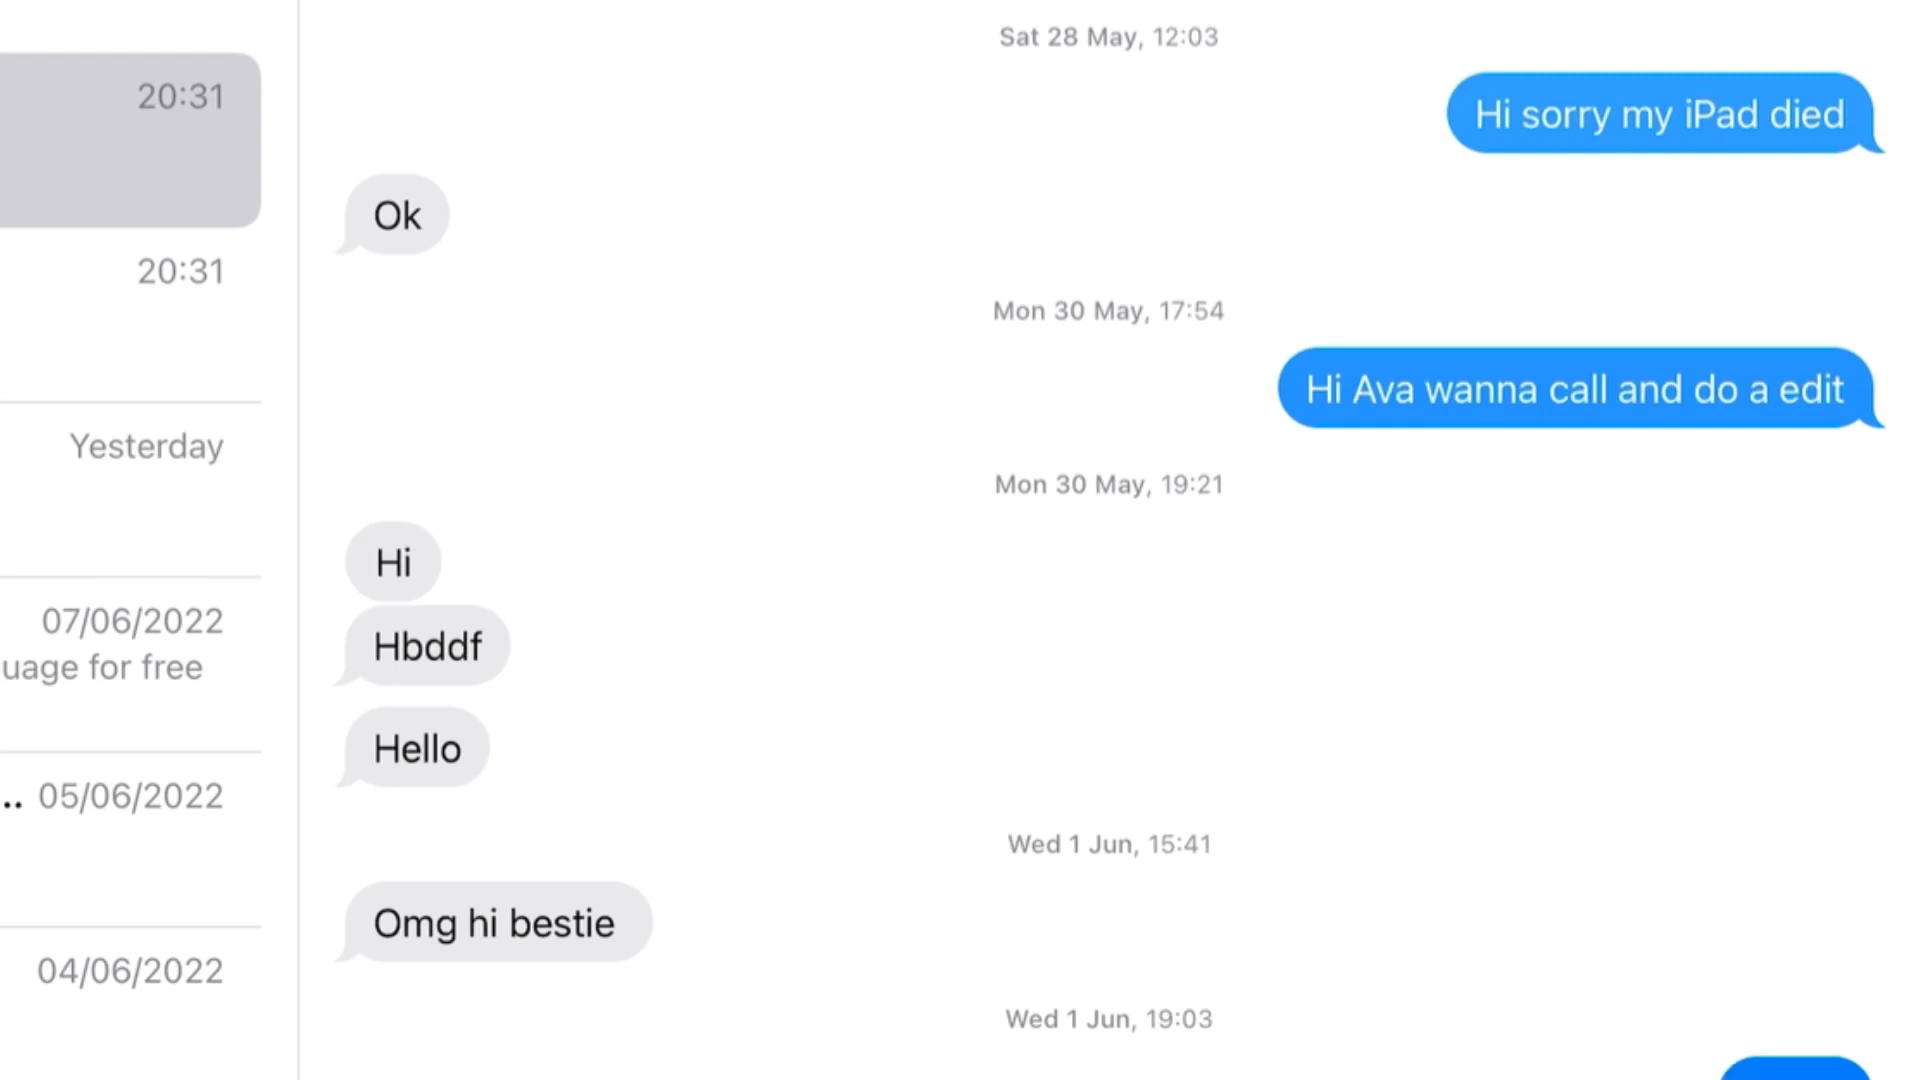 20:31
20:31
Yesterday
07/06/2022
uage for free
.. 05/06/2022
04/06/2022
Sat 28 May, 12:03
Hi sorry my iPad died
Ok
Mon 30 May, 17:54
Hi Ava wanna call and do a edit
Mon 30 May, 19:21
Hi
Hbddf
Hello
Wed 1 Jun, 15:41
Omg hi bestie
Wed 1 Jun, 19:03